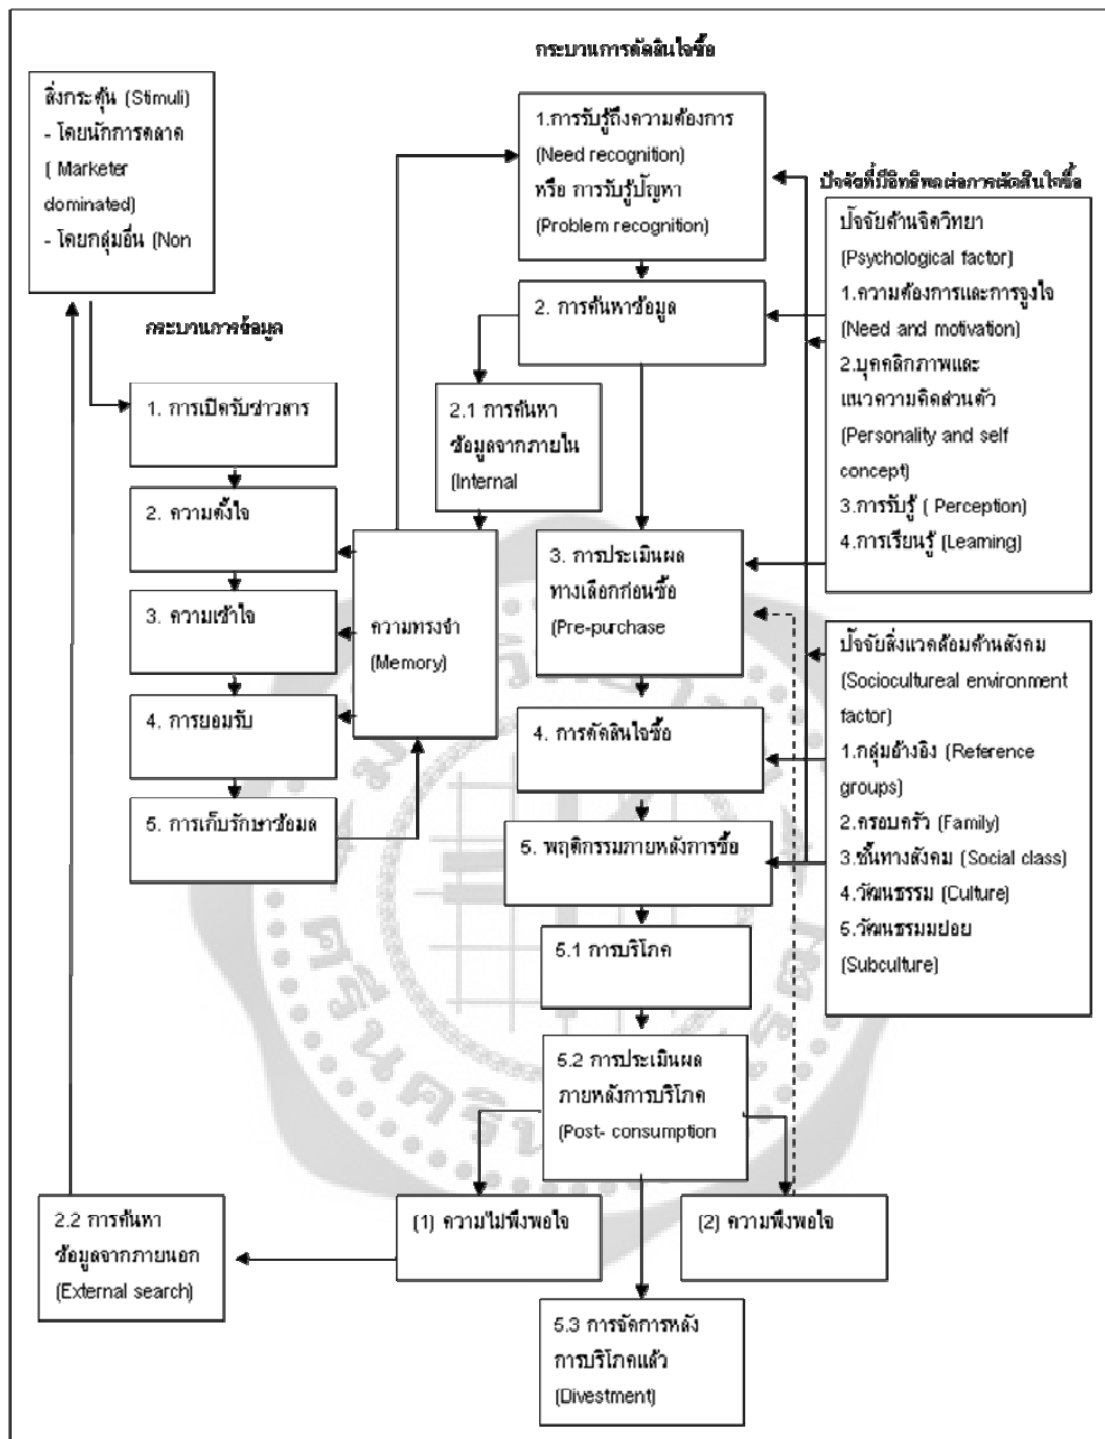 กระบวนการตัดสินใจซื้อ
สิ่งกระตุ้น (Stimuli)
- โดยนักการตลาด
( Marketer
dominated)
- โดยกลุ่มอื่น (Non
1.การรับรู้ถึงความต้องการ
(Need recognition)
หรือ การรับรู้ปัญหา
(Problem recognition)
ปัจจัยที่มีอิทธิพลต่อการตัดสินใจซื้อ
ปัจจัยด้านจิตวิทยา
(Psychological factor)
1.ความต้องการและการจูงใจ
(Need and motivation)
2.บุคคลิกภาพและ
แนวความคิดส่วนตัว
(Personality and self
concept)
3.การรับรู้ ( Perception)
4.การเรียนรู้ (Learning)
2. การค้นหาข้อมูล
กระบวนการข้อมูล
1. การเปิดรับข่าวสาร
2. ความตั้งใจ
3. ความเข้าใจ
4. การยอมรับ
5. การเก็บรักษาข้อมล
2.1 การค้นหา
ข้อมูลจากภายใน
(Internal
ความทรงจำ
(Memory)
3. การประเมินผล
ทางเลือกก่อนซื้อ
(Pre-purchase
4. การตัดสินใจซื้อ
5. พฤติกรรมภายหลังการซื้อ
ปัจจัยสิ่งแวดล้อมด้านสังคม
(Sociocultureal environment
factor)
1.กลุ่มอ้างอิง (Reference
groups)
2.ครอบครัว (Family)
3.ชั้นทางสังคม (Social class)
4.วัฒนธรรม (Culture)
5.วัฒนธรมมย่อย
(Subculture)
5.1 การบริโภค
5.2 การประเมินผล
ภายหลังการบริโภค
(Post- consumption
2.2 การค้นหา
ข้อมูลจากภายนอก
(External search)
(1) ความไม่พึงพอใจ
(2) ความพึงพอใจ
5.3 การจัดการหลัง
การบริโภคแล้ว
(Divestment)